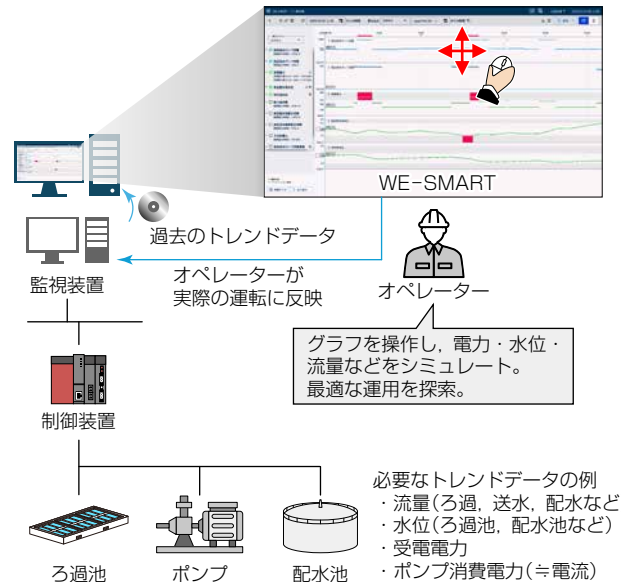 WE-SMART
過去のトレンドデータ
監視装置
オペレーターが
実際の運転に反映
オペレーター
グラフを操作し，電力・水位・
流量などをシミュレート。
最適な運用を探索。
制御装置
必要なトレンドデータの例
・流量(ろ過，送水，配水など
・水位(ろ過池，配水池など)
・受電電力
・ポンプ消費電力(≒電流)
ろ過池
ポンプ
配水池